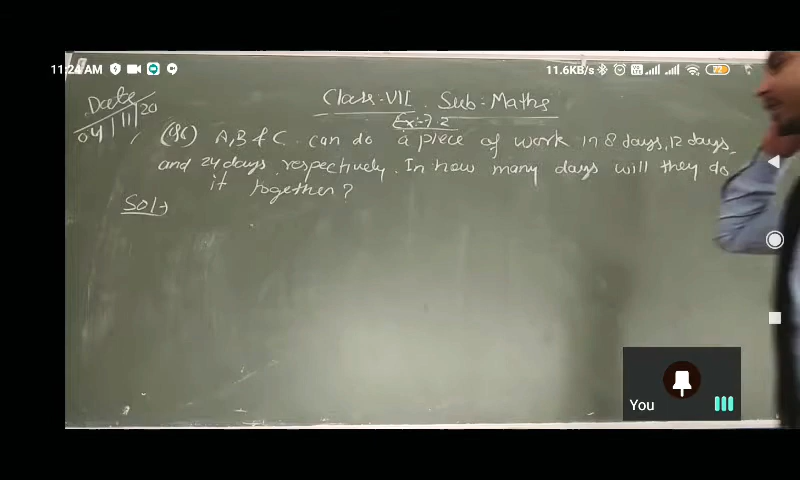 11:24 AM
11.6KB/s
72
Date
04/11/20
Class-VII. Sub-Maths
Ex-7.2
A, B & C. can do a piece of work in 8 days, 12 days,
and 24 days. respectively. In how many days will they do
it together?
Sol→
You